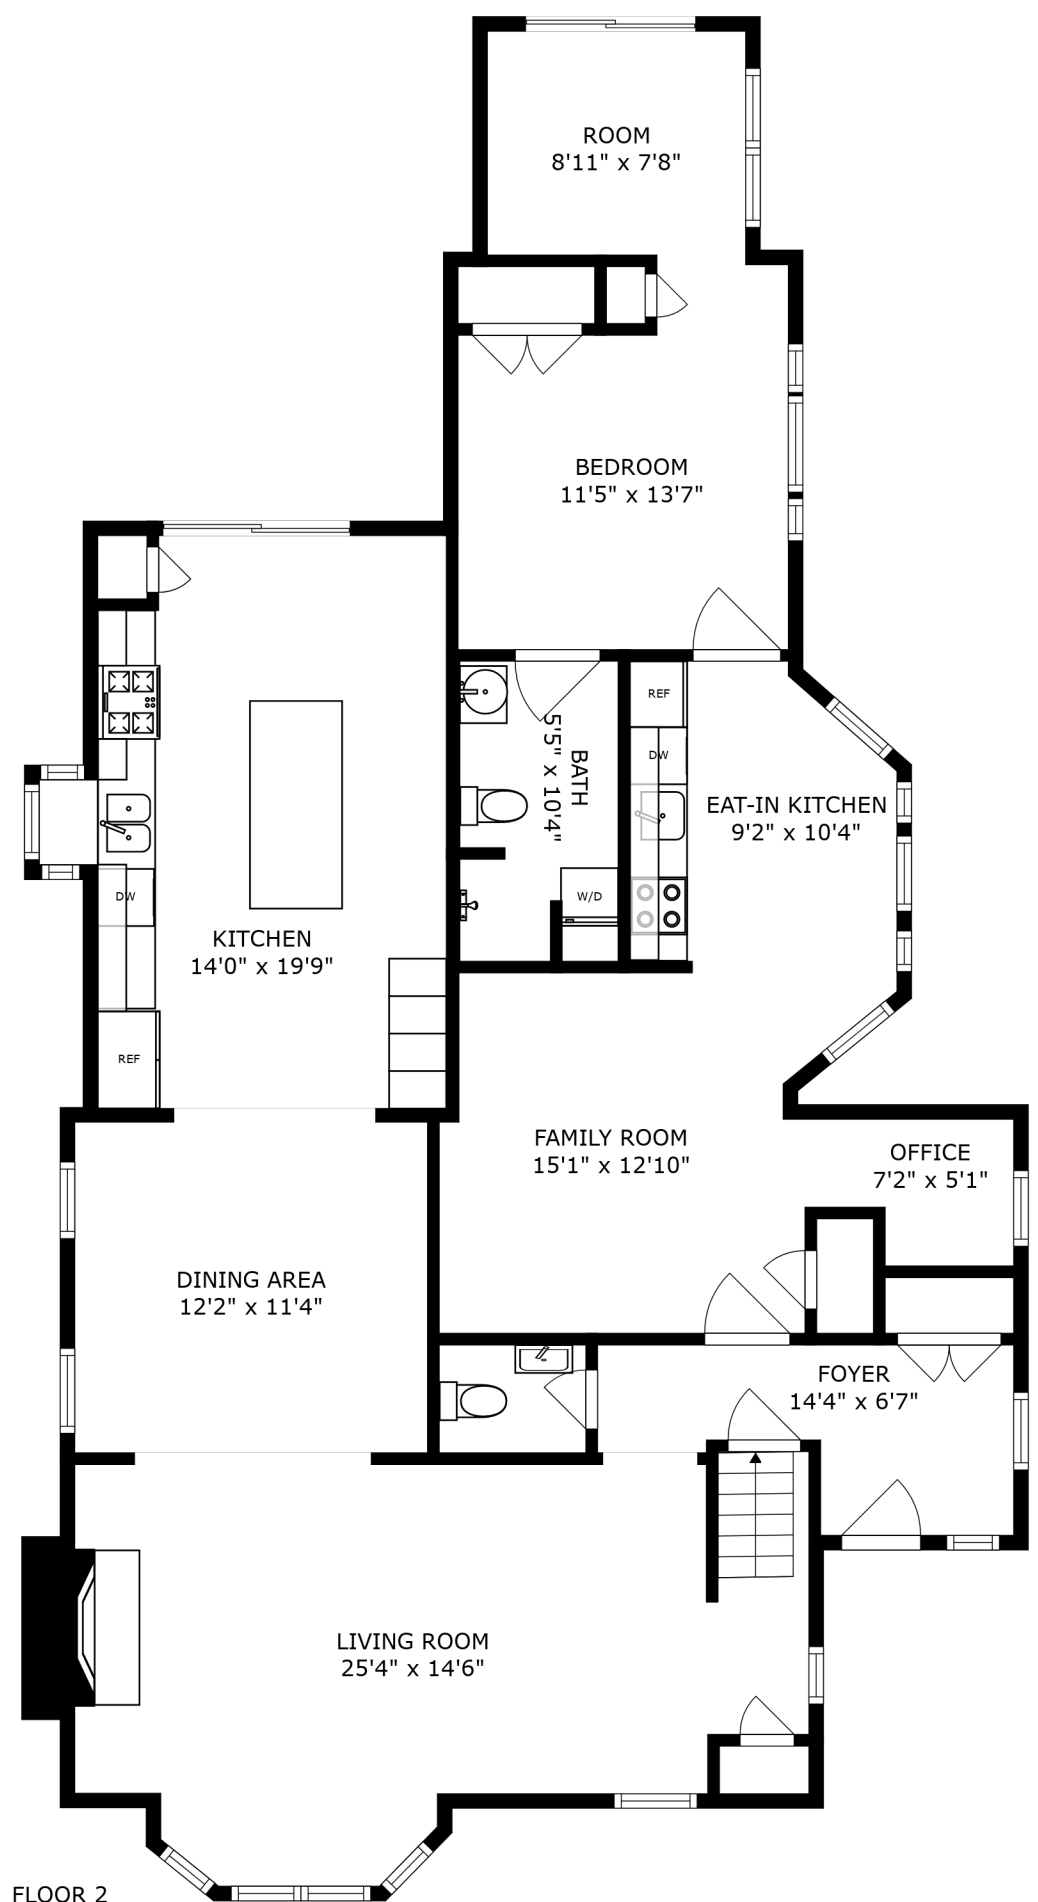 ROOM
8'11" x 7'8"
BEDROOM
11'5" x 13'7"
REF
DW
BATH
5'5" x 10'4"
EAT-IN KITCHEN
9'2" x 10'4"
DW
W/D
KITCHEN
14'0" x 19'9"
REF
FAMILY ROOM
15'1" x 12'10"
OFFICE
7'2" x 5'1"
DINING AREA
12'2" x 11'4"
FOYER
14'4" x 6'7"
LIVING ROOM
25'4" x 14'6"
FLOOR 2